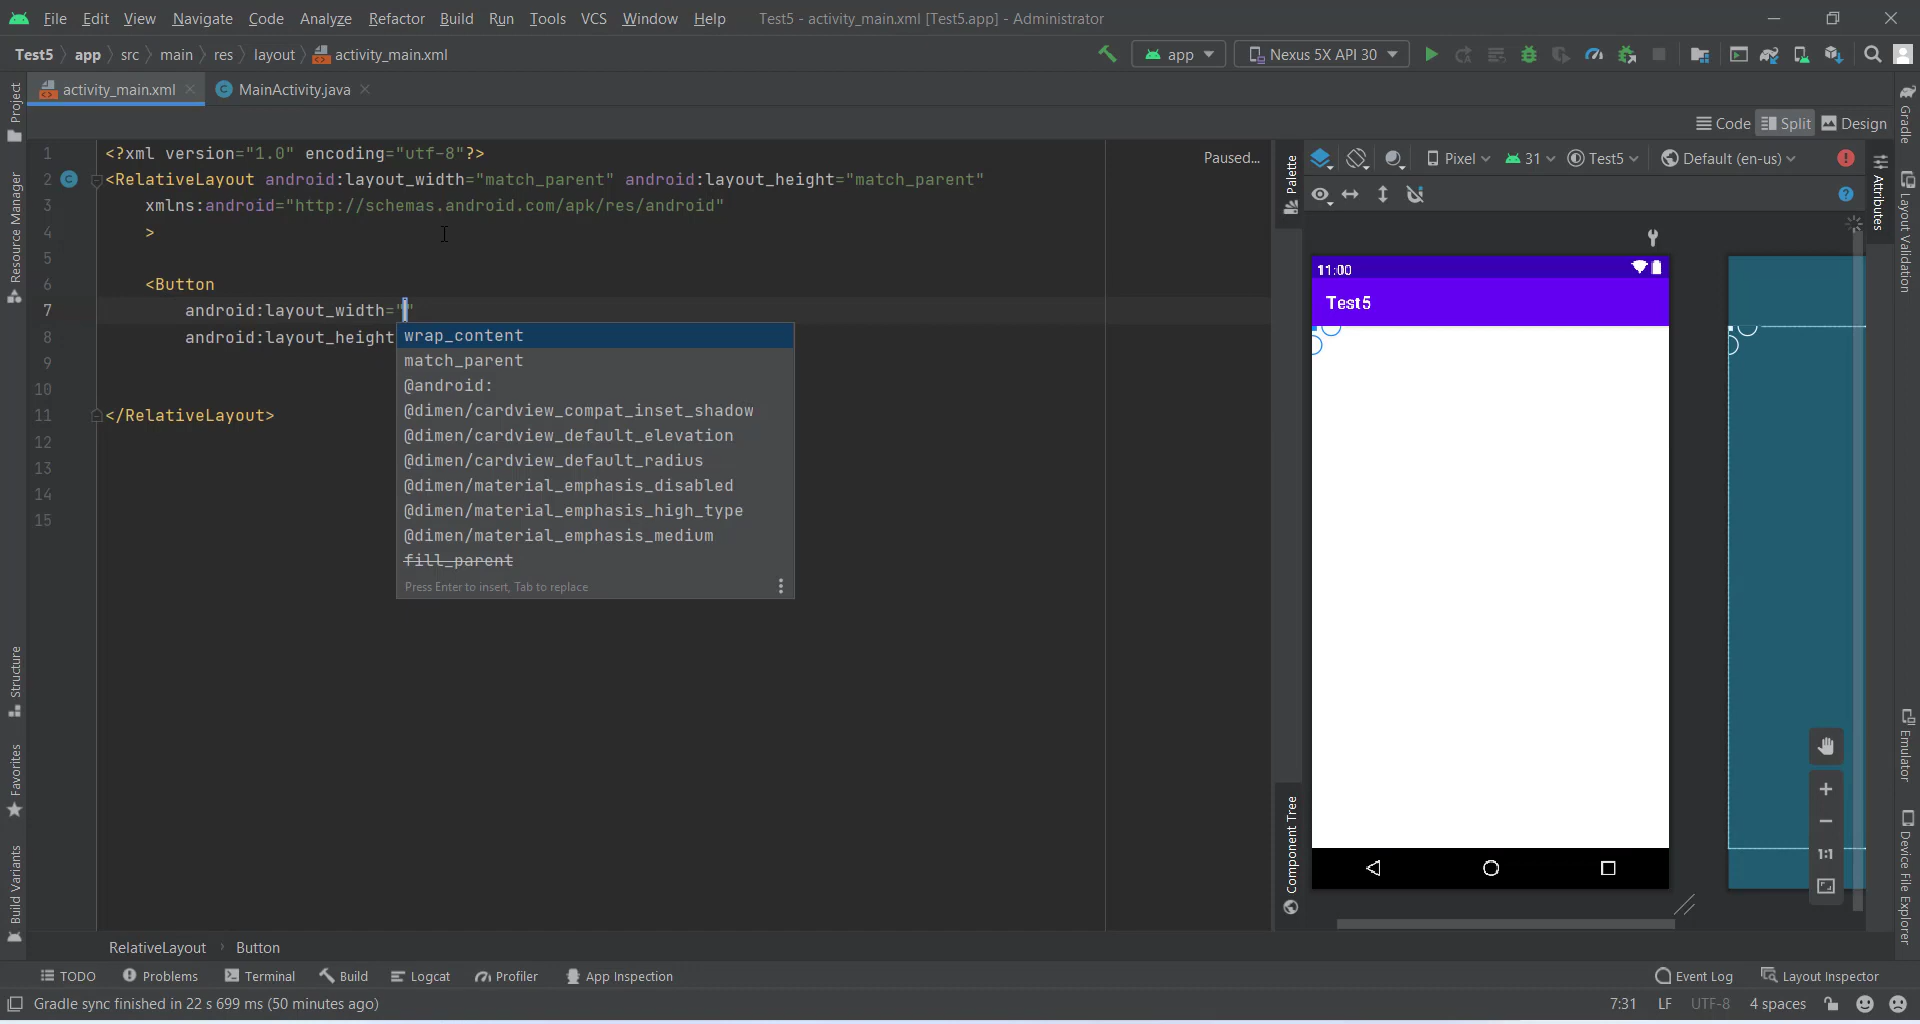 File Edit View Navigate Code Analyze Refactor Build Run Tools VCS Window Help Test5 - activity_main.xml [Test5.app] - Administrator
Test5 app src main res layout activity_main.xml app Nexus 5X API 30
activity_main.xml MainActivity.java
Code Split Design
Project
Resource Manager
Structure
Favorites
Build Variants
1 <?xml version="1.0" encoding="utf-8"?>
2 <RelativeLayout android:layout_width="match_parent" android:layout_height="match_parent"
3 xmlns:android="http://schemas.android.com/apk/res/android"
4 >
5
6 <Button
7 android:layout_width=""
8 android:layout_height
9
10
11 </RelativeLayout>
12
13
14
15
wrap_content
match_parent
@android:
@dimen/cardview_compat_inset_shadow
@dimen/cardview_default_elevation
@dimen/cardview_default_radius
@dimen/material_emphasis_disabled
@dimen/material_emphasis_high_type
@dimen/material_emphasis_medium
fill_parent
Press Enter to insert, Tab to replace
Paused...
Palette
Component Tree
Pixel 31 Test5 Default (en-us)
11:00
Test5
1:1
Attributes
Gradle
Layout Validation
Emulator
Device File Explorer
RelativeLayout Button
TODO Problems Terminal Build Logcat Profiler App Inspection Event Log Layout Inspector
Gradle sync finished in 22 s 699 ms (50 minutes ago) 7:31 LF UTF-8 4 spaces